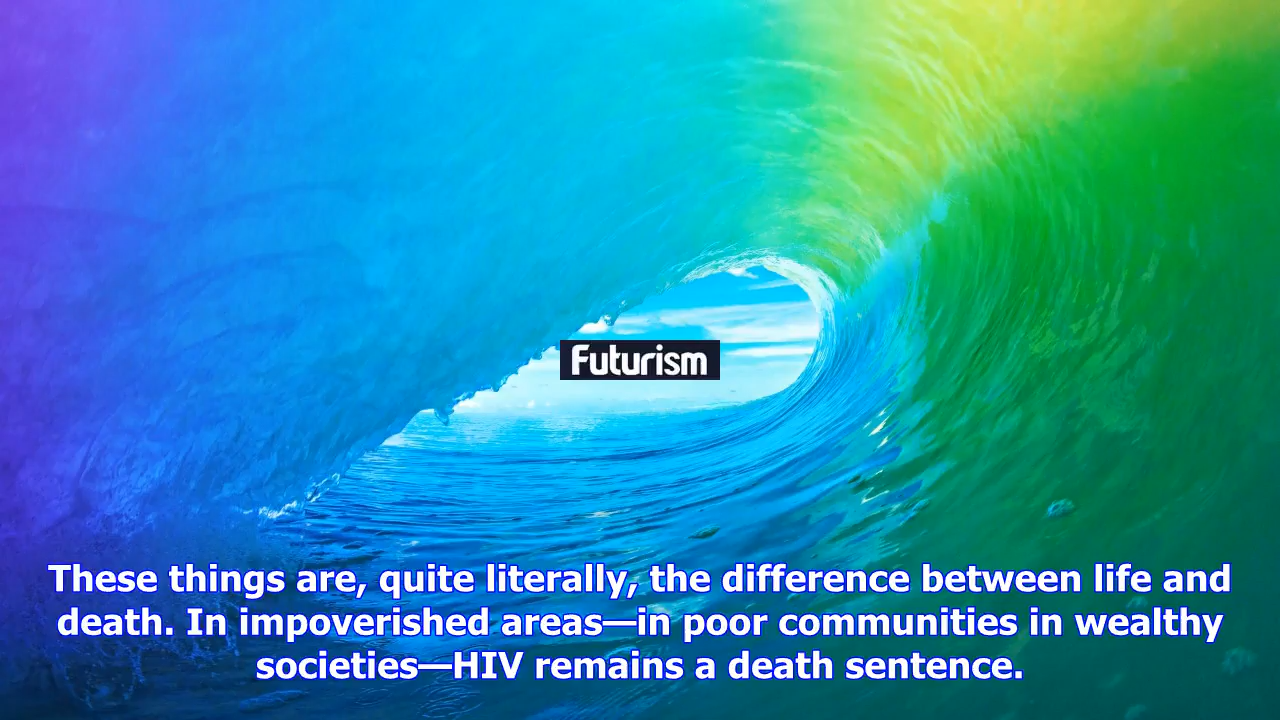 Futurism
These things are, quite literally, the difference between life and
death. In impoverished areas—in poor communities in wealthy
societies—HIV remains a death sentence.